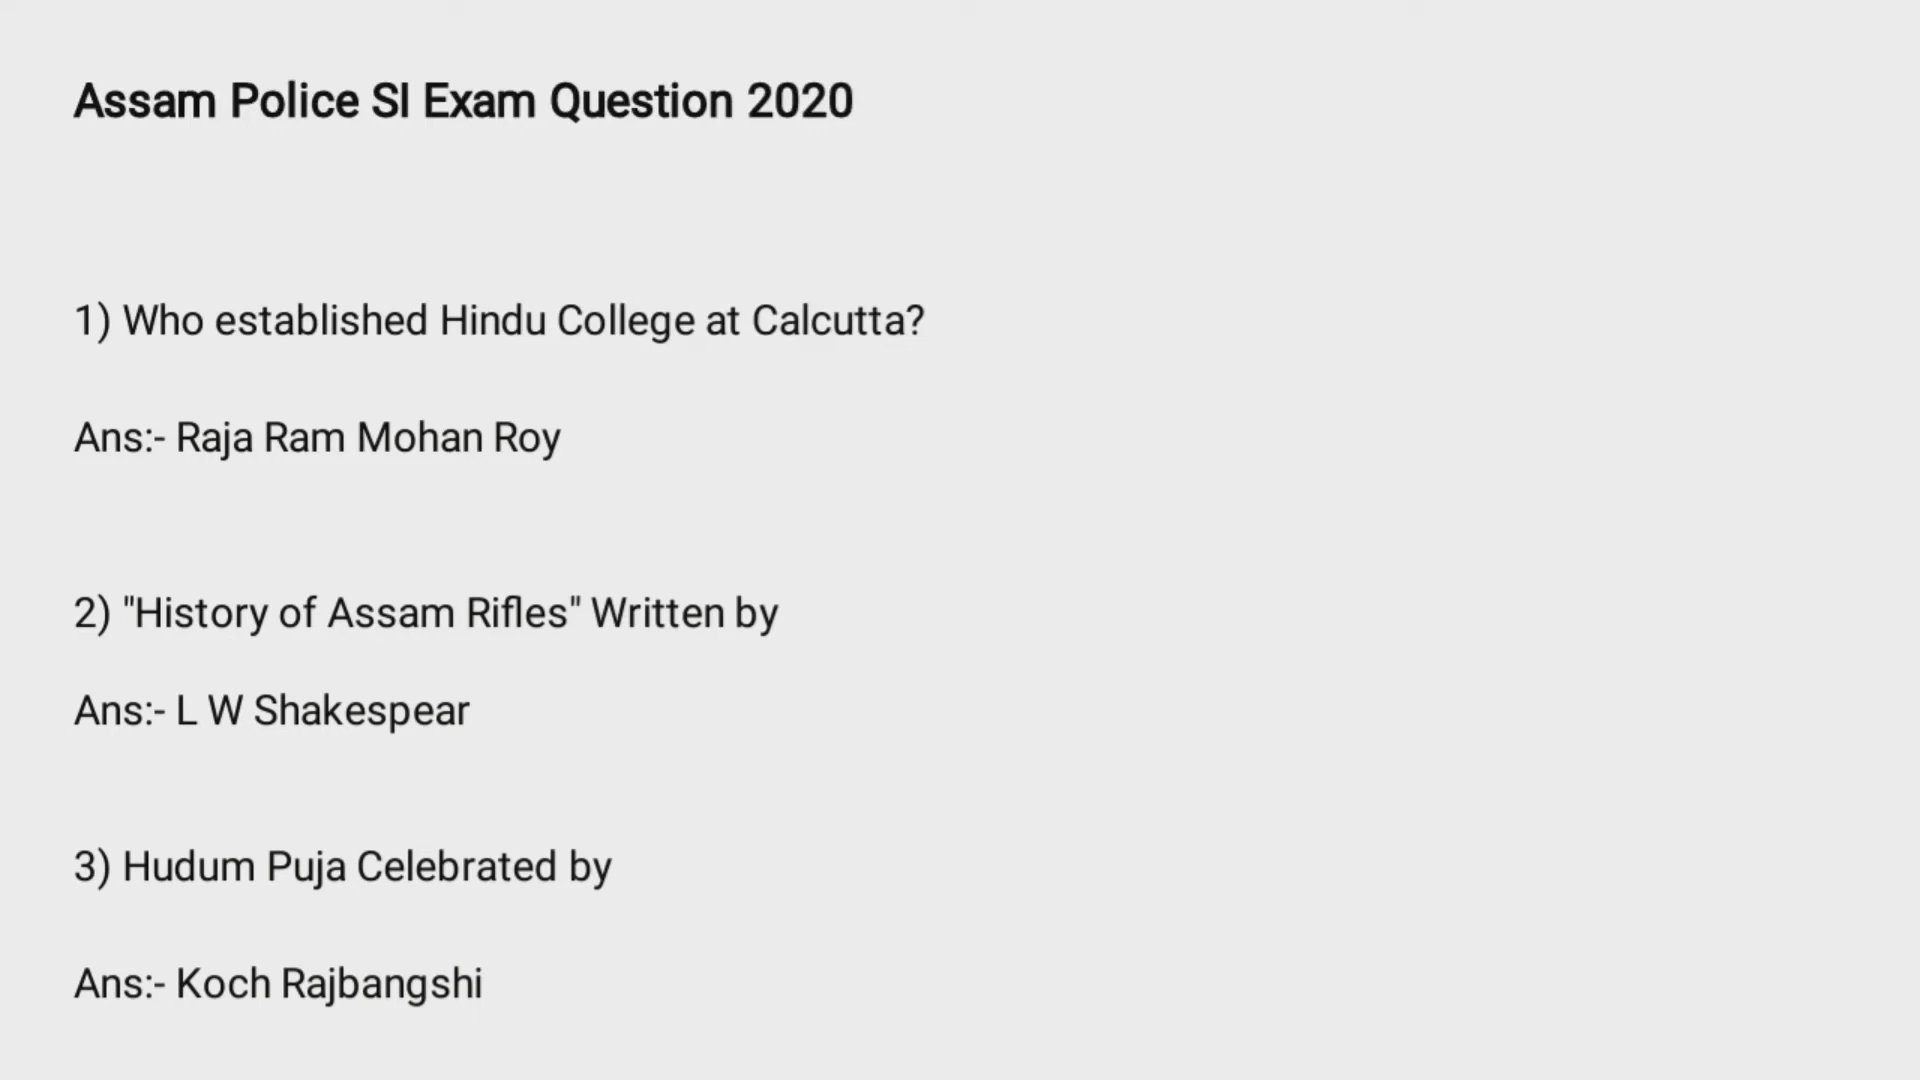 Assam Police SI Exam Question 2020
1) Who established Hindu College at Calcutta?
Ans:- Raja Ram Mohan Roy
2) "History of Assam Rifles" Written by
Ans:- L W Shakespear
3) Hudum Puja Celebrated by
Ans:- Koch Rajbangshi